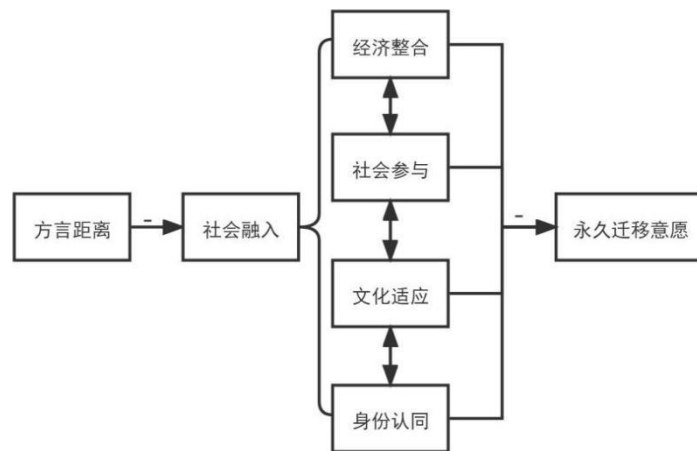 经济整合
社会参与
方言距离
-
社会融入
-
永久迁移意愿
文化适应
身份认同